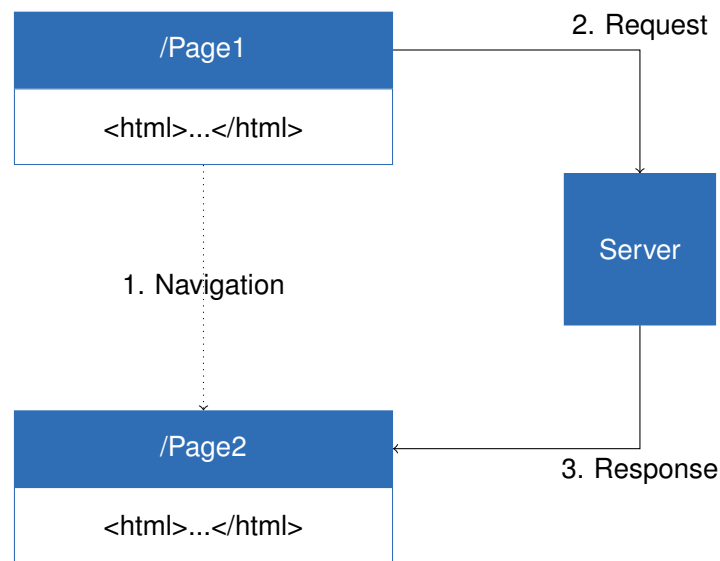 2. Request
/Page1
<html>...</html>
Server
1. Navigation
/Page2
3. Response
<html>...</html>